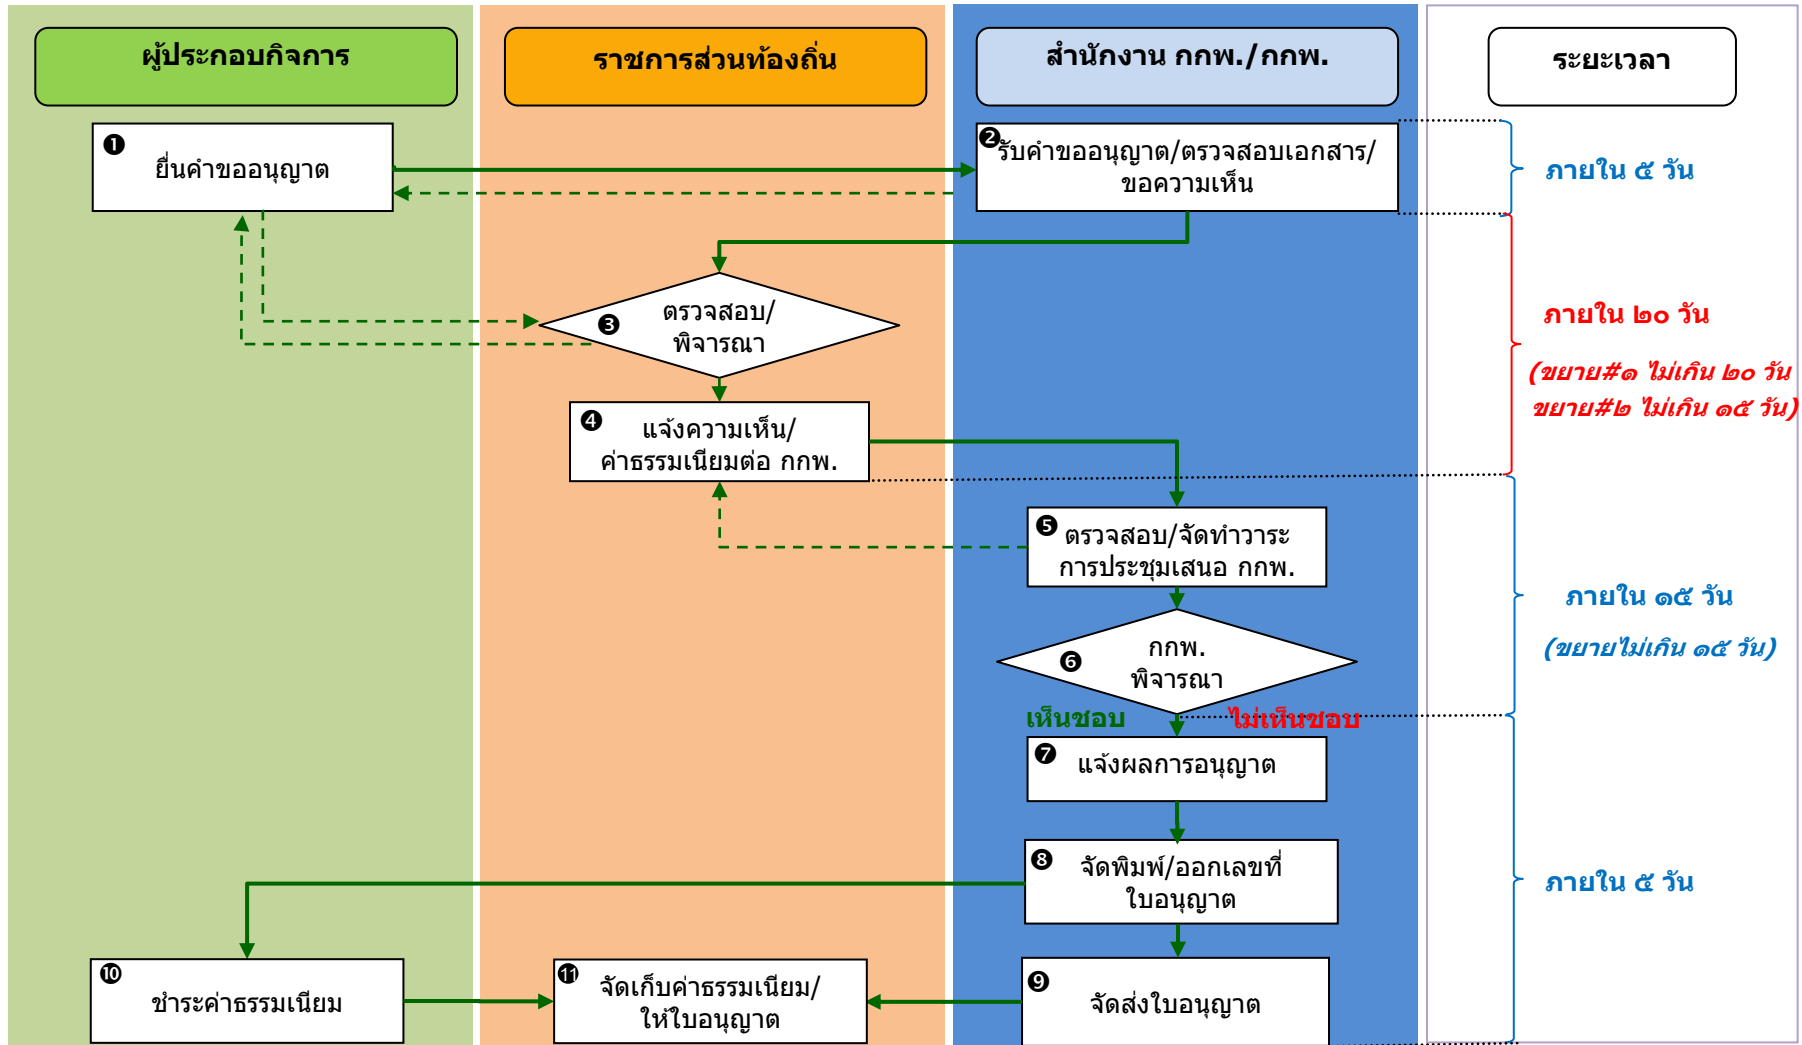 ผู้ประกอบกิจการ
ราชการส่วนท้องถิ่น
สำนักงาน กกพ./กกพ.
ระยะเวลา
❶
ยื่นคำขออนุญาต
❷
รับคำขออนุญาต/ตรวจสอบเอกสาร/
ขอความเห็น
ภายใน ๕ วัน
❸
ตรวจสอบ/
พิจารณา
ภายใน ๒๐ วัน
(ขยาย#๑ ไม่เกิน ๒๐ วัน
ขยาย#๒ ไม่เกิน ๑๕ วัน)
❹
แจ้งความเห็น/
ค่าธรรมเนียมต่อ กกพ.
❺
ตรวจสอบ/จัดทำวาระ
การประชุมเสนอ กกพ.
ภายใน ๑๕ วัน
(ขยายไม่เกิน ๑๕ วัน)
❻
กกพ.
พิจารณา
เห็นชอบ
ไม่เห็นชอบ
❼
แจ้งผลการอนุญาต
❽
จัดพิมพ์/ออกเลขที่
ใบอนุญาต
ภายใน ๕ วัน
❿
ชำระค่าธรรมเนียม
⓫
จัดเก็บค่าธรรมเนียม/
ให้ใบอนุญาต
❾
จัดส่งใบอนุญาต